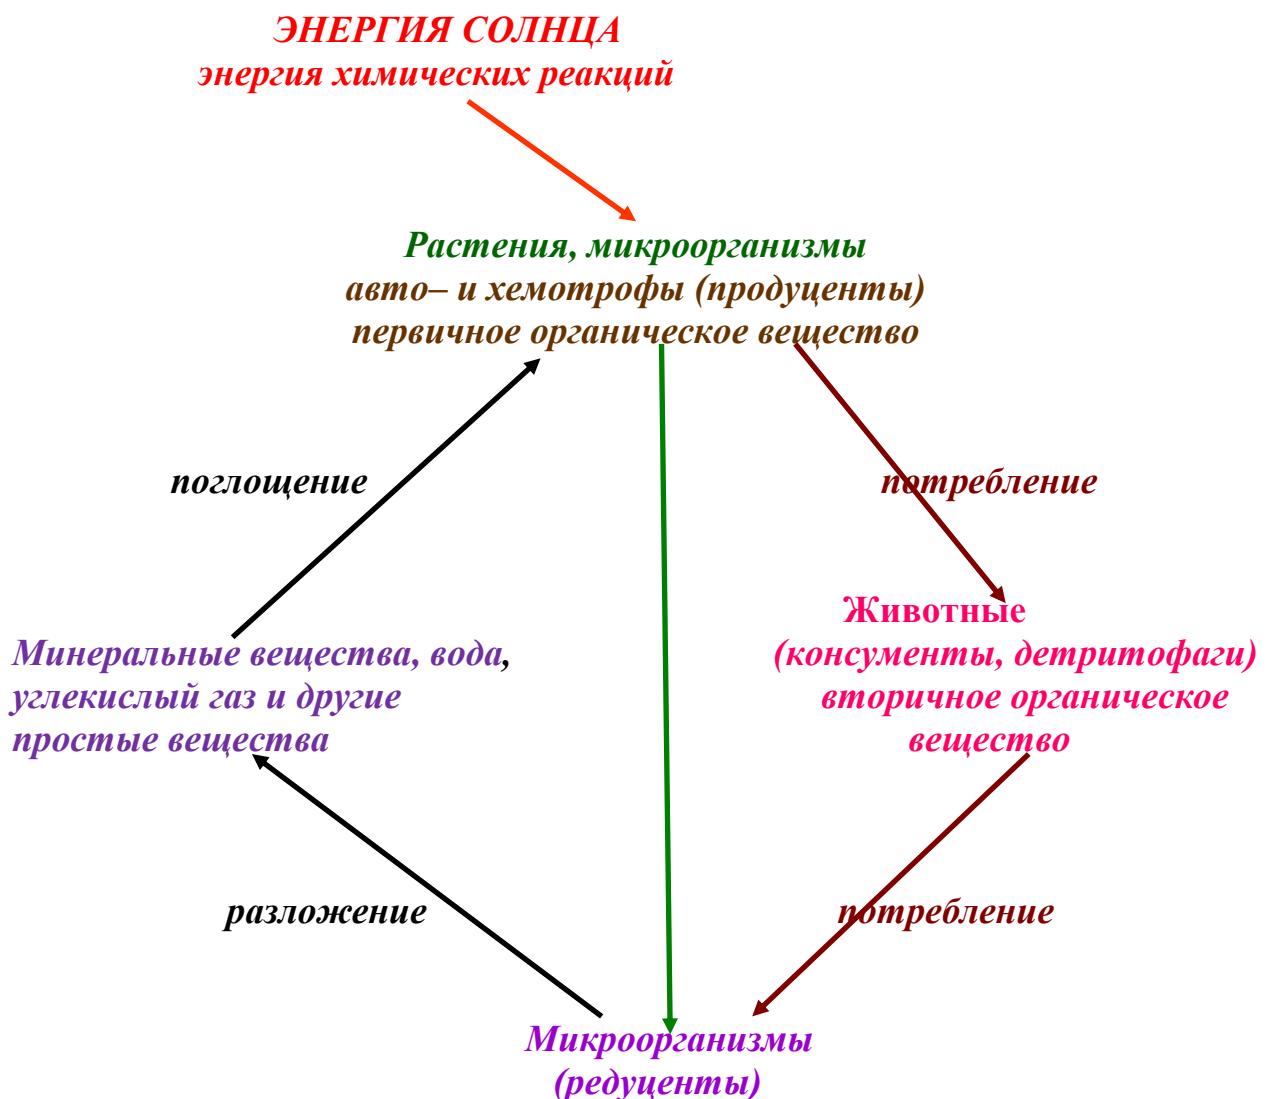 ЭНЕРГИЯ СОЛНЦА
энергия химических реакций
Растения, микроорганизмы
авто– и хемотрофы (продуценты)
первичное органическое вещество
поглощение
потребление
Животные
Минеральные вещества, вода,
(консументы, детритофаги)
углекислый газ и другие
вторичное органическое
простые вещества
вещество
разложение
потребление
Микроорганизмы
(редуценты)